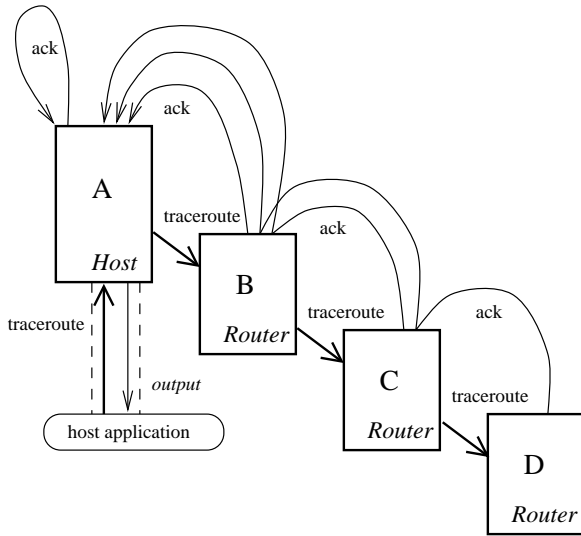 ack
ack
A
traceroute
Host
ack
B
traceroute
Router
traceroute
ack
output
C
traceroute
Router
host application
D
Router